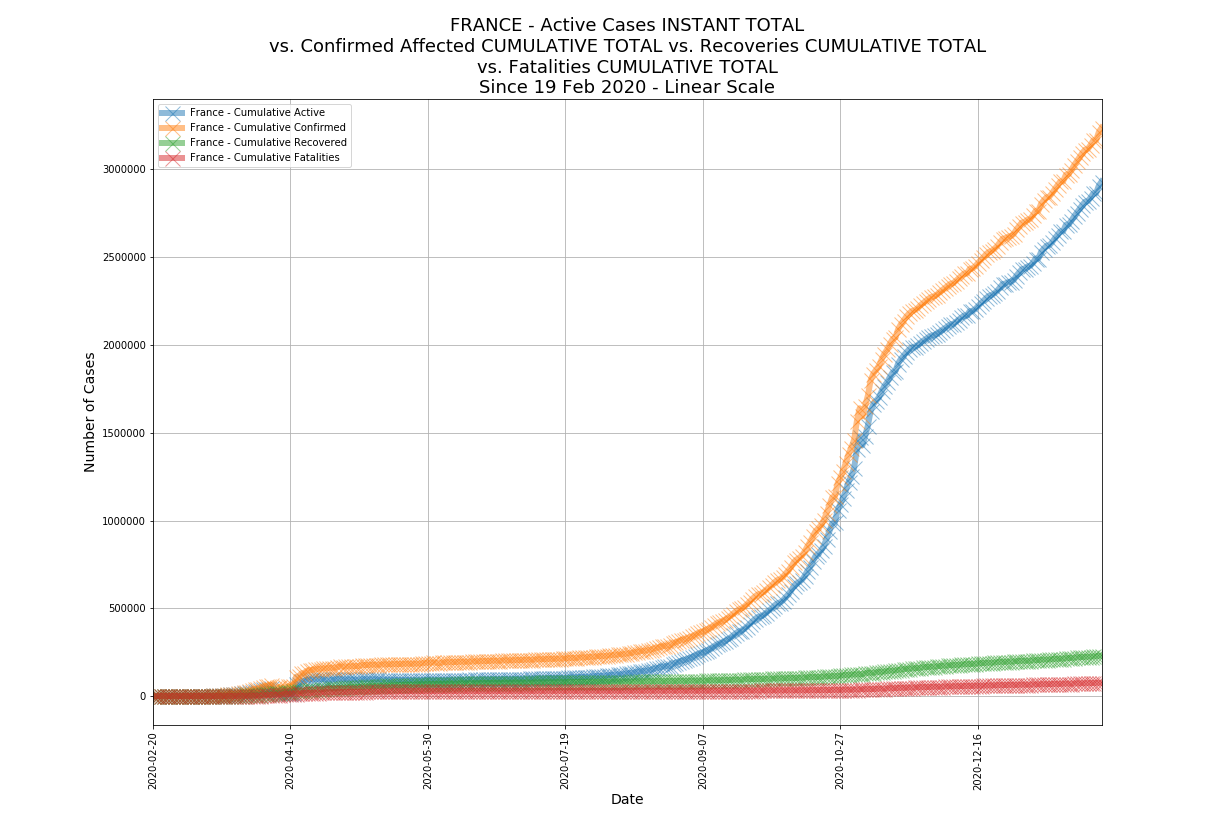 FRANCE - Active Cases INSTANT TOTAL
vs. Confirmed Affected CUMULATIVE TOTAL vs. Recoveries CUMULATIVE TOTAL
vs. Fatalities CUMULATIVE TOTAL
Since 19 Feb 2020 - Linear Scale
France - Cumulative Active
France - Cumulative Confirmed
France - Cumulative Recovered
France - Cumulative Fatalities
Number of Cases
3000000
2500000
2000000
1500000
1000000
500000
0
2020-02-20
2020-04-10
2020-05-30
2020-07-19
2020-09-07
2020-10-27
2020-12-16
Date